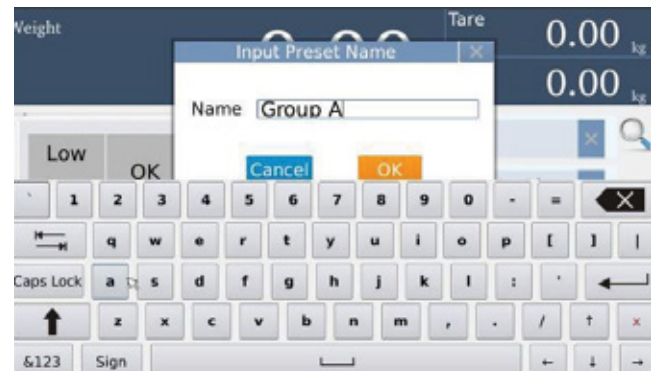 Weight
Tare
0.00 kg
Input Preset Name
0.00 kg
Name Group A
Low
OK
Cancel OK
` 1 2 3 4 5 6 7 8 9 0 - =
q w e r t y u i o p [ ] |
Caps Lock a s d f g h j k l : '
z x c v b n m , . / ↑ ×
&123 Sign ← ↓ →